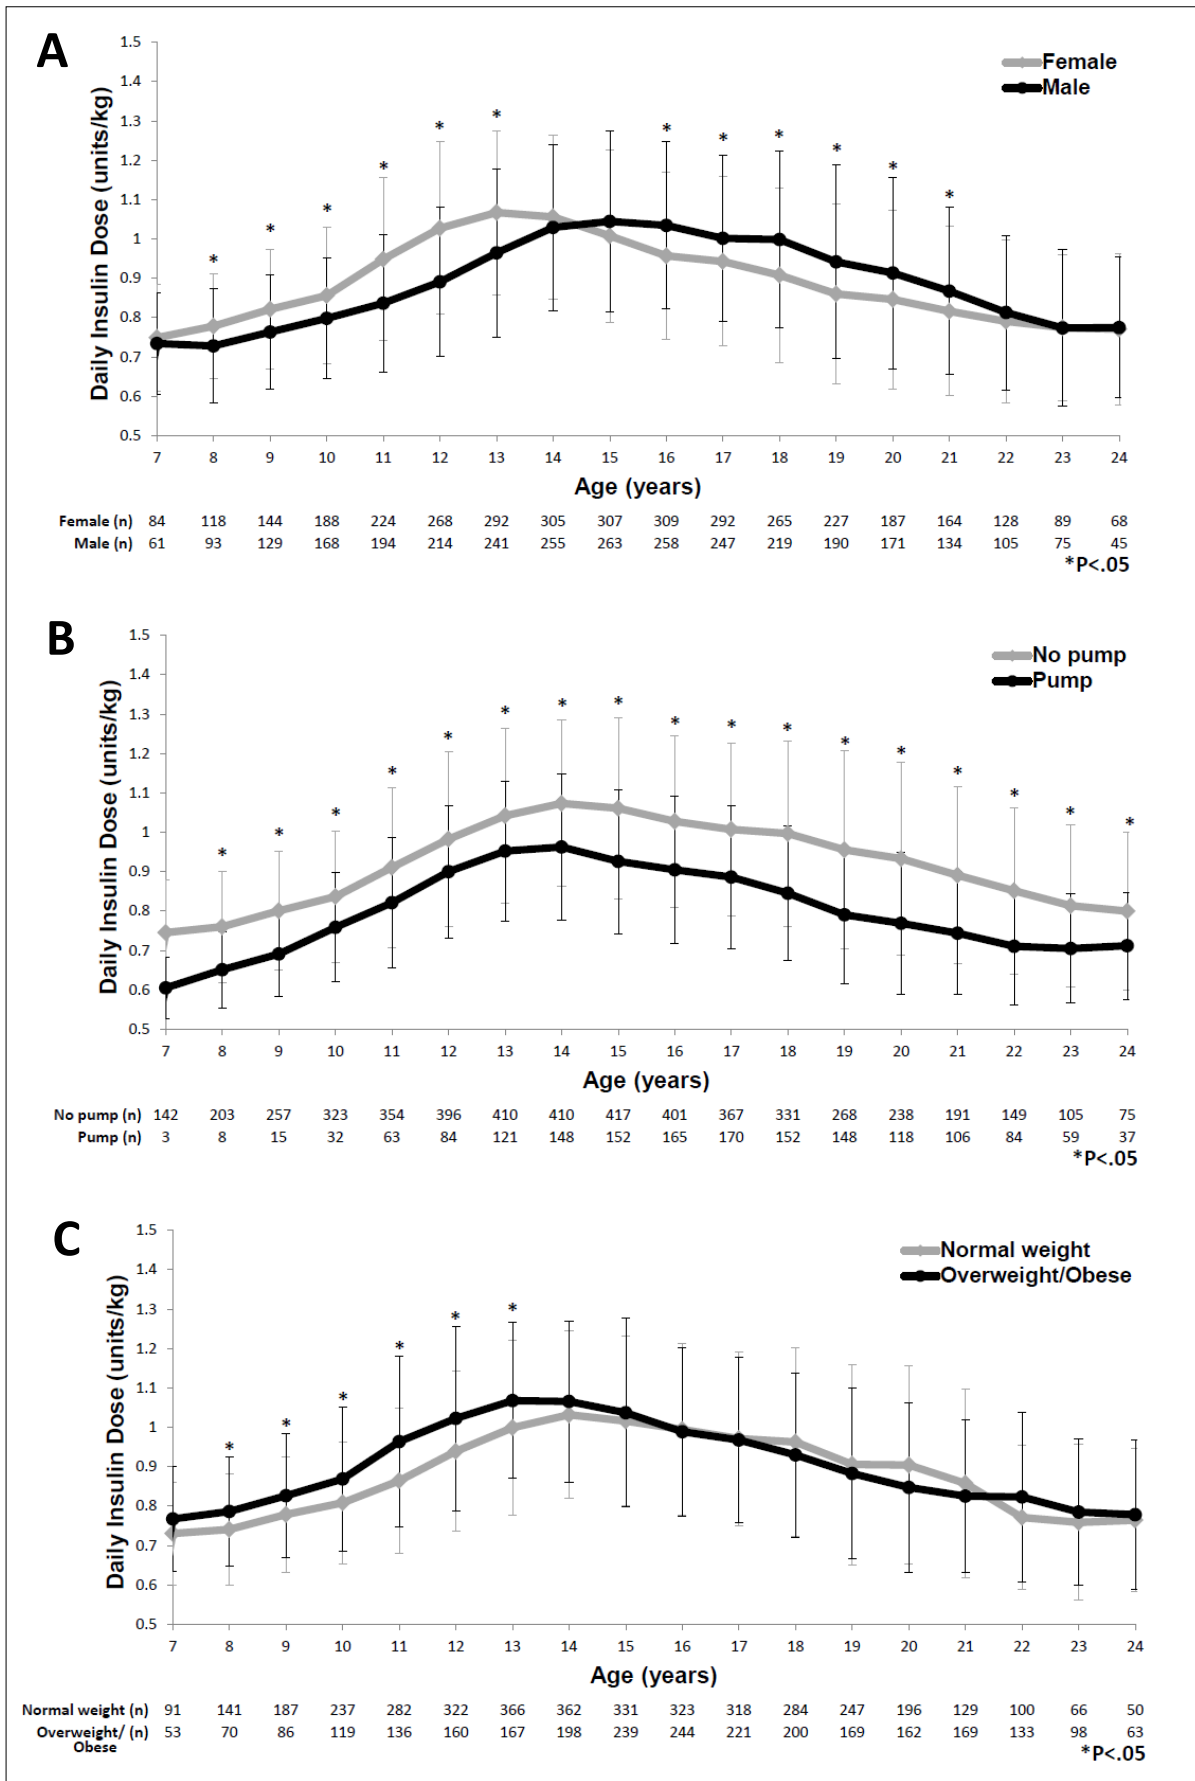 A
Female
Male
Daily Insulin Dose (units/kg)
1.5
1.4
1.3
1.2
1.1
1
0.9
0.8
0.7
0.6
0.5
* * * * * * * * * * * *
7 8 9 10 11 12 13 14 15 16 17 18 19 20 21 22 23 24
Age (years)
Female (n) 84 118 144 188 224 268 292 305 307 309 292 265 227 187 164 128 89 68
Male (n) 61 93 129 168 194 214 241 255 263 258 247 219 190 171 134 105 75 45
*P<.05
B
No pump
Pump
Daily Insulin Dose (units/kg)
1.5
1.4
1.3
1.2
1.1
1
0.9
0.8
0.7
0.6
0.5
* * * * * * * * * * * * * * * * *
7 8 9 10 11 12 13 14 15 16 17 18 19 20 21 22 23 24
Age (years)
No pump (n) 142 203 257 323 354 396 410 410 417 401 367 331 268 238 191 149 105 75
Pump (n) 3 8 15 32 63 84 121 148 152 165 170 152 148 118 106 84 59 37
*P<.05
C
Normal weight
Overweight/Obese
Daily Insulin Dose (units/kg)
1.5
1.4
1.3
1.2
1.1
1
0.9
0.8
0.7
0.6
0.5
* * * * * *
7 8 9 10 11 12 13 14 15 16 17 18 19 20 21 22 23 24
Age (years)
Normal weight (n) 91 141 187 237 282 322 366 362 331 323 318 284 247 196 129 100 66 50
Overweight/ (n) 53 70 86 119 136 160 167 198 239 244 221 200 169 162 169 133 98 63
Obese
*P<.05